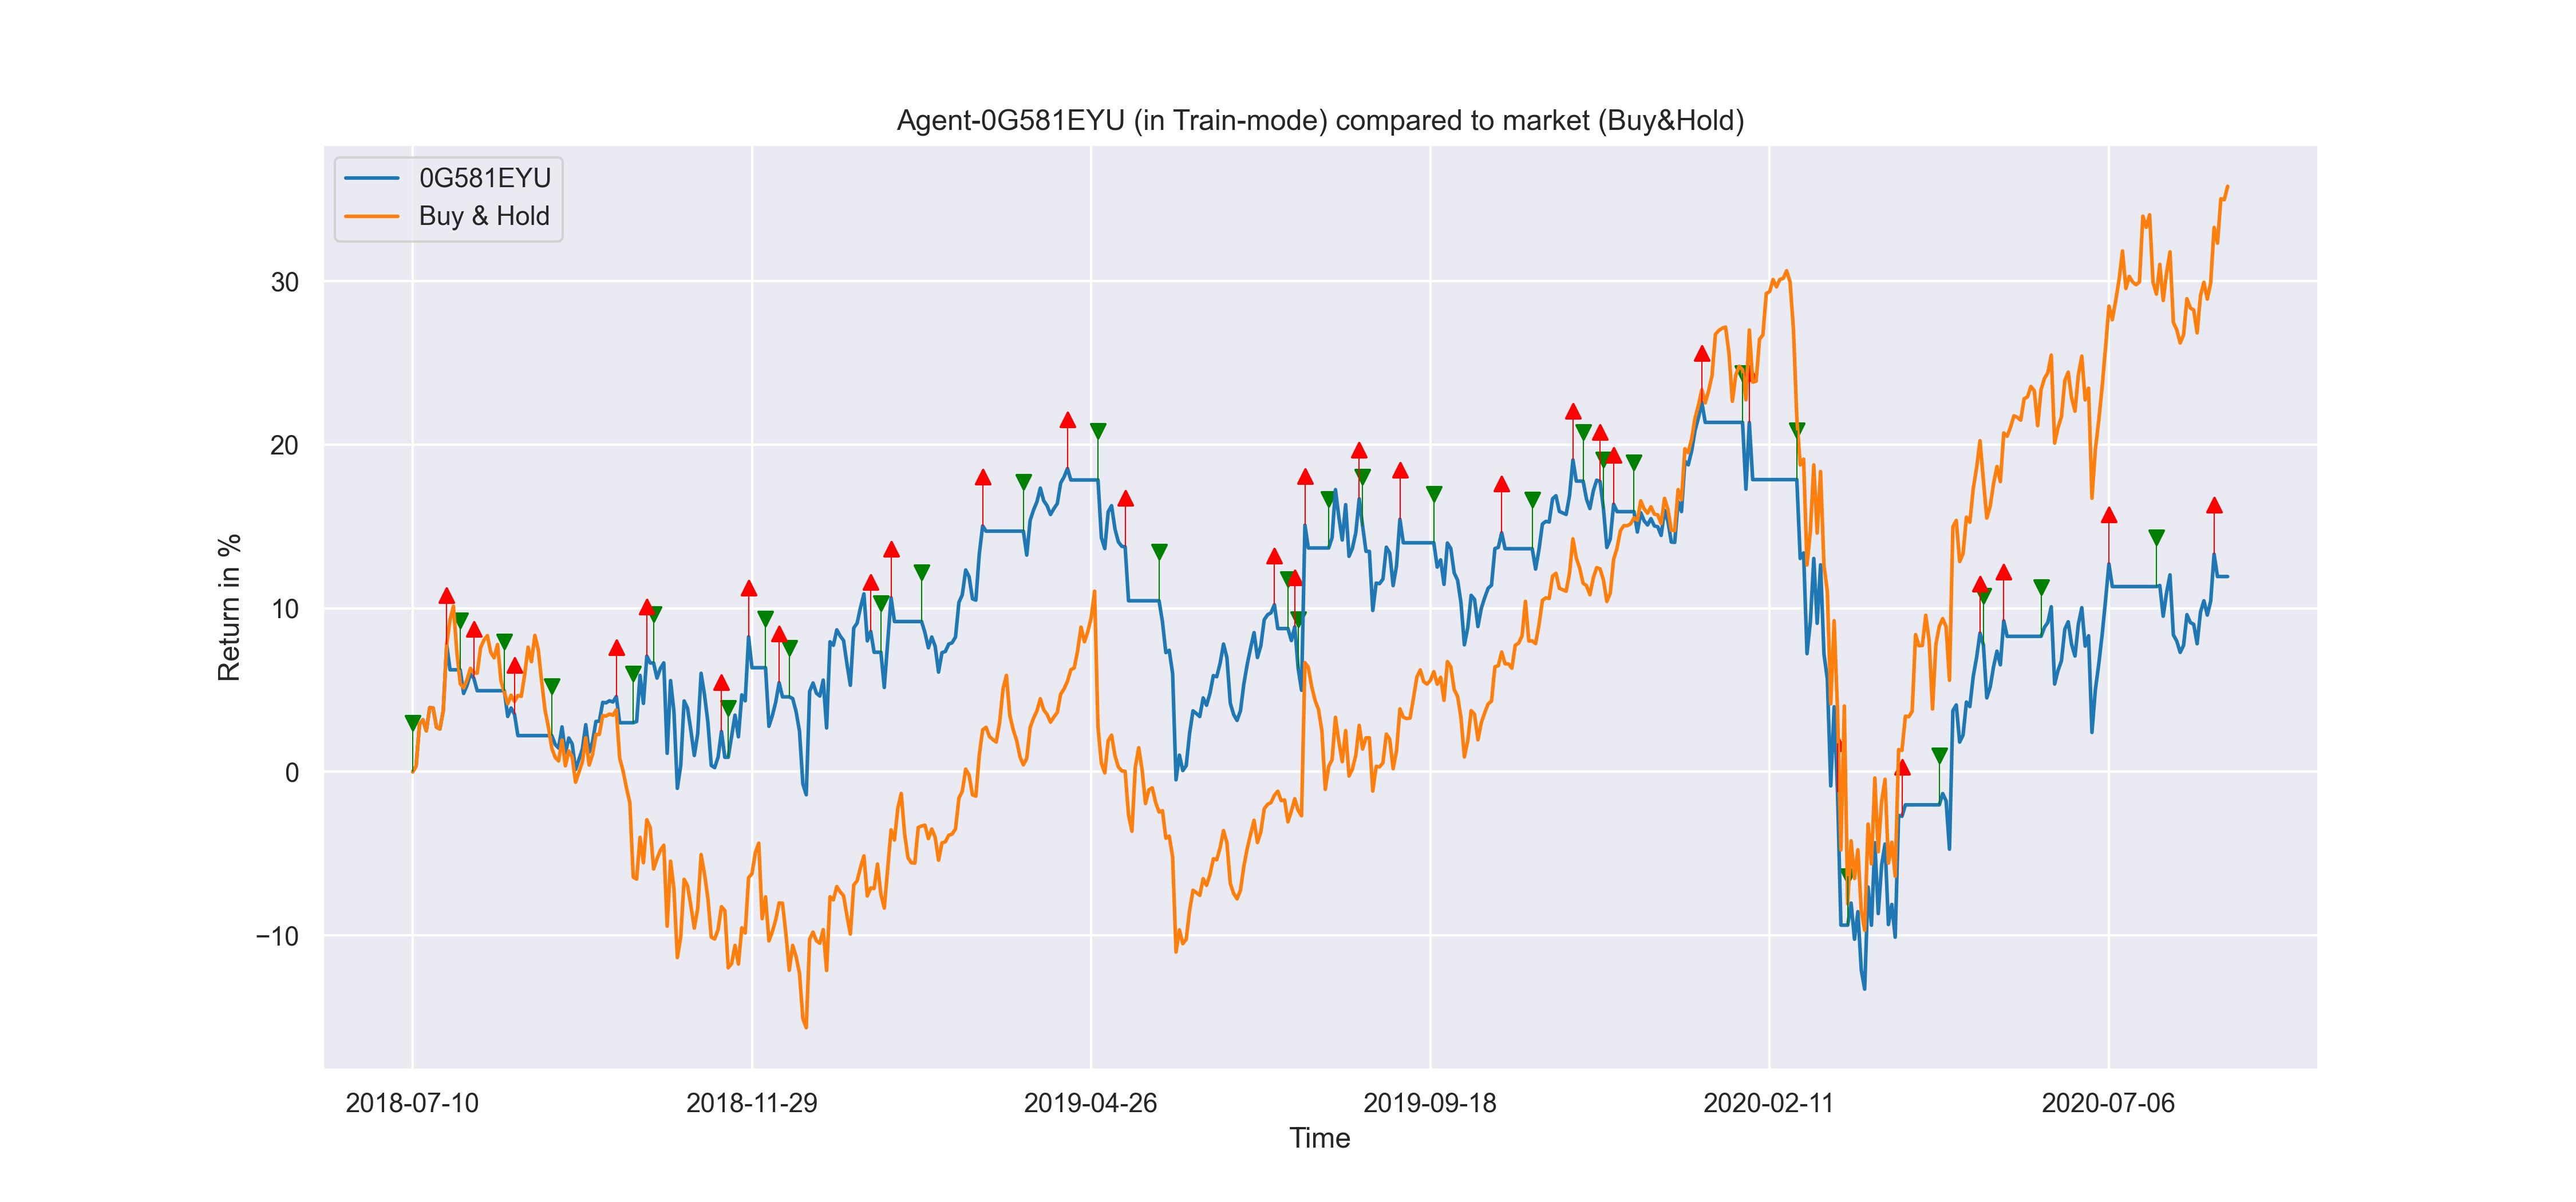 Agent-0G581EYU (in Train-mode) compared to market (Buy&Hold)
0G581EYU
Buy & Hold
Return in %
30
20
10
0
−10
2018-07-10
2018-11-29
2019-04-26
2019-09-18
2020-02-11
2020-07-06
Time